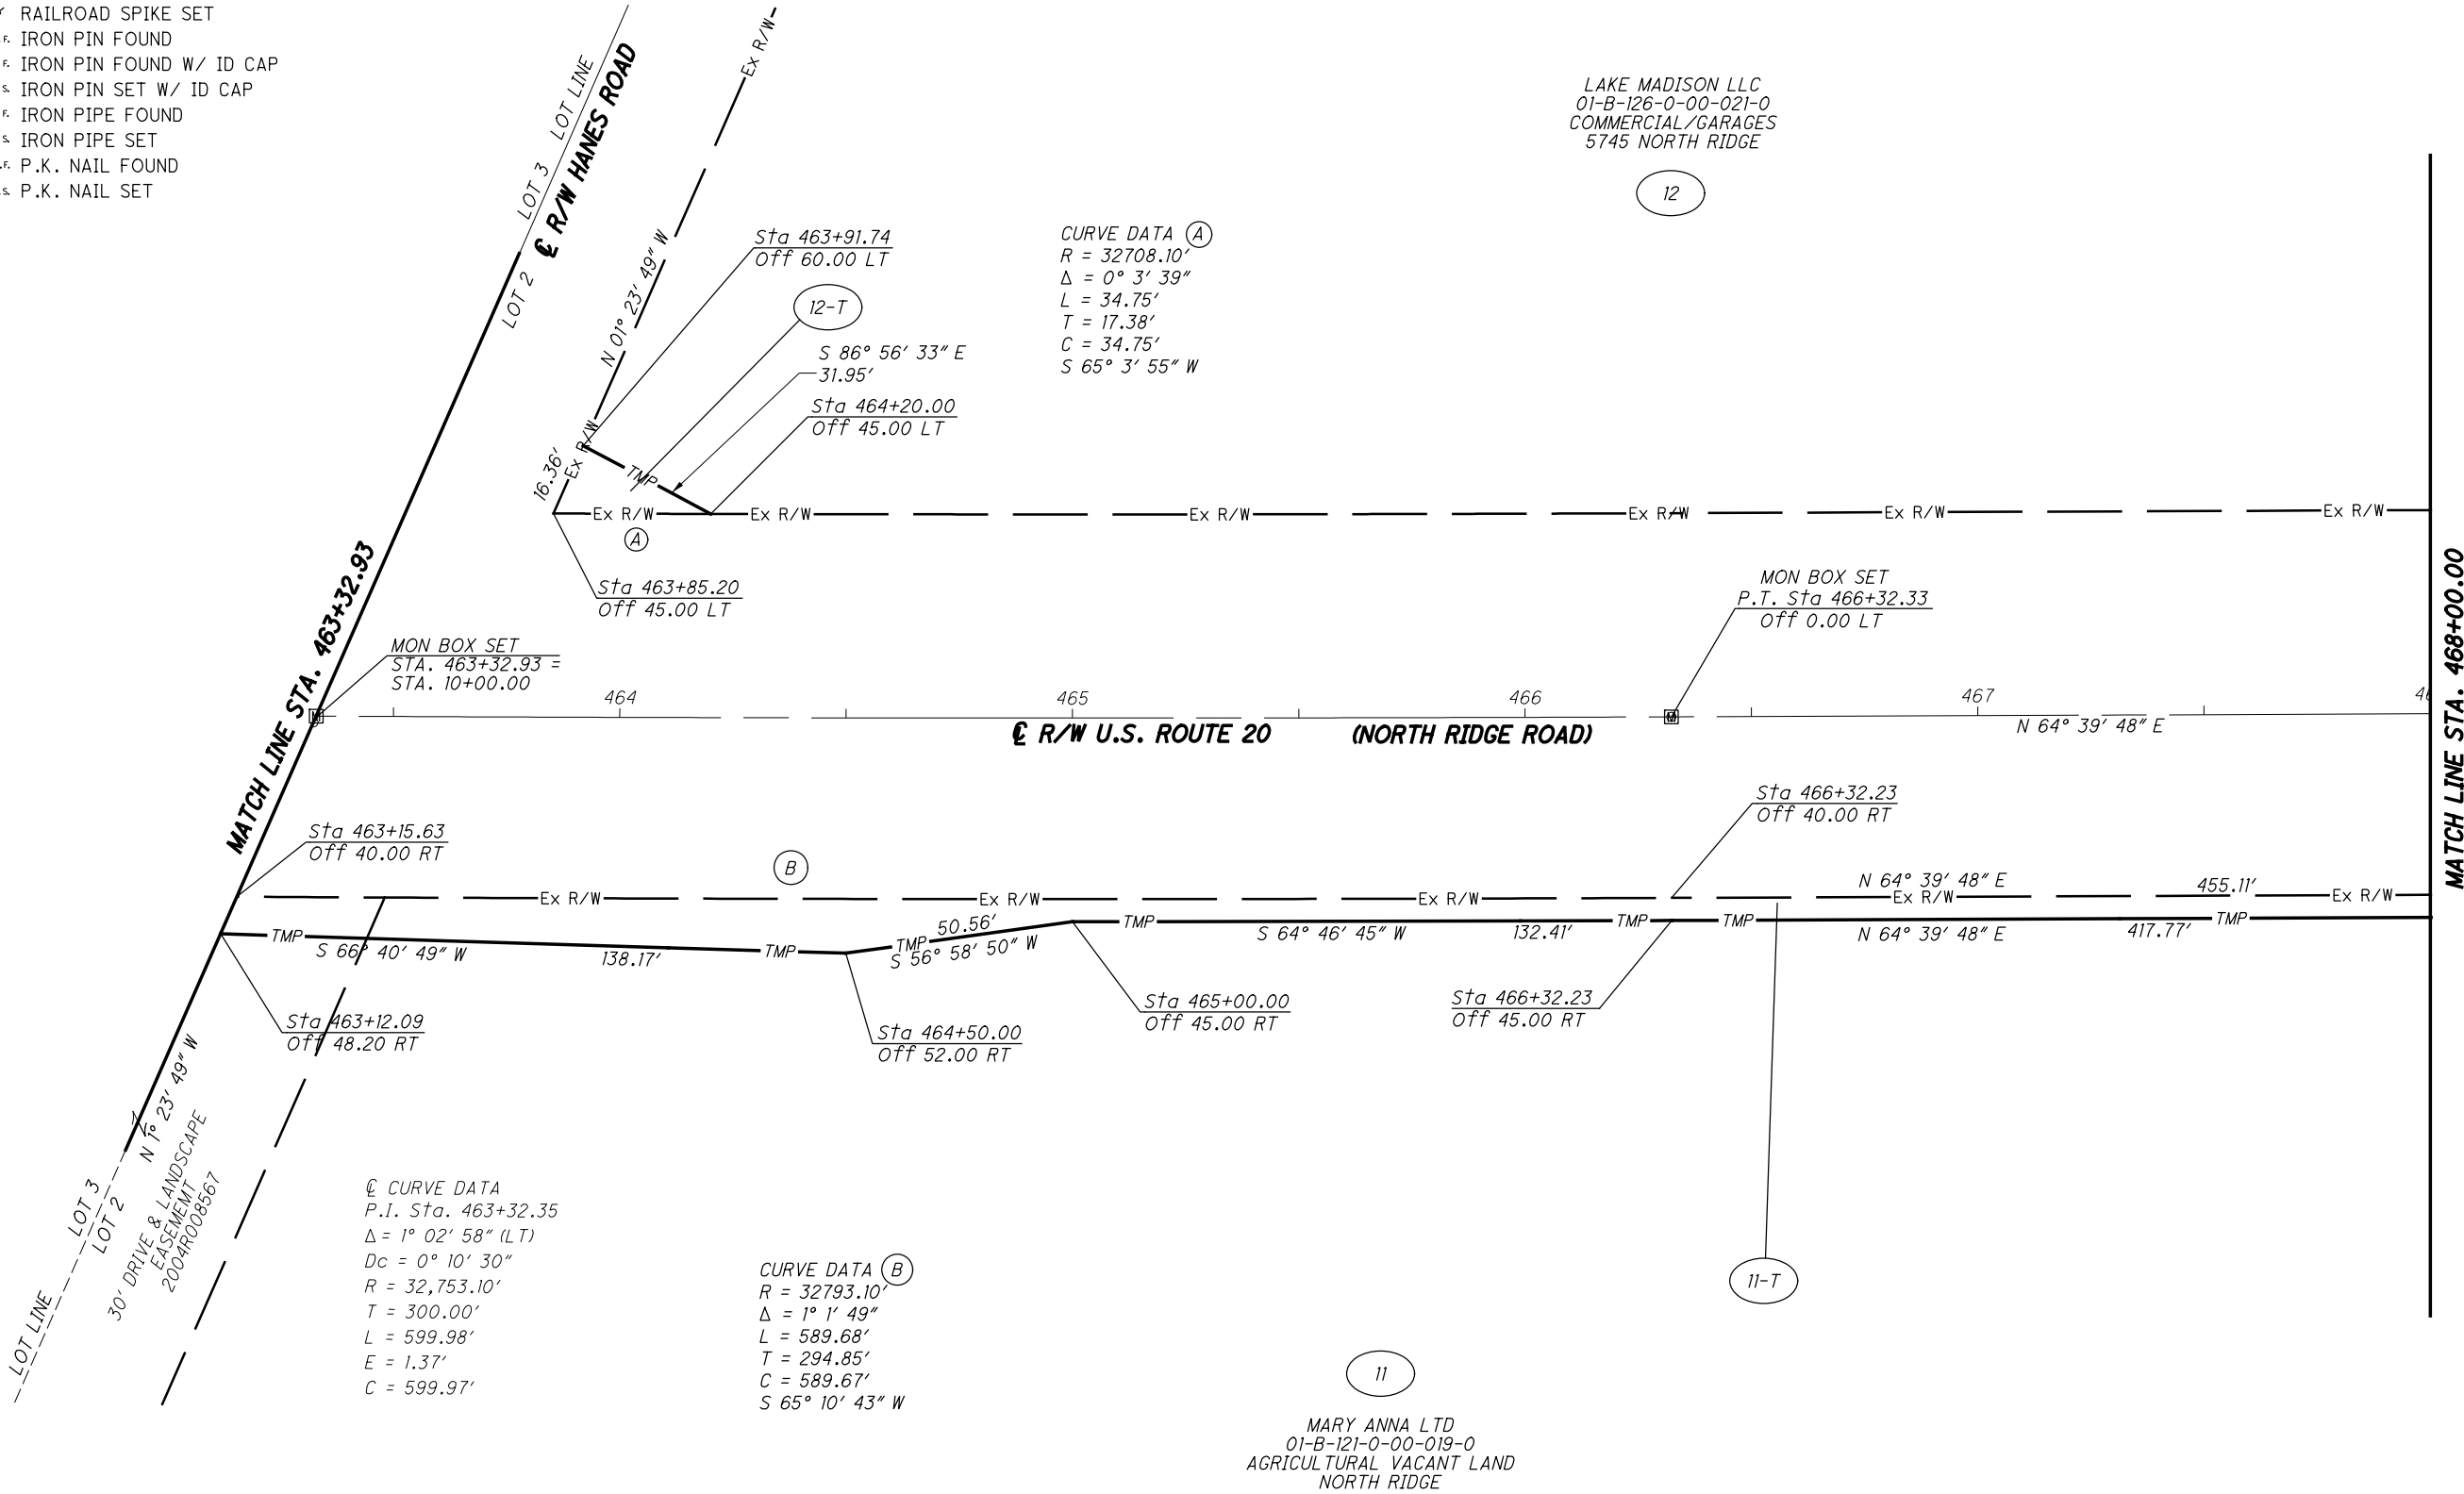 RAILROAD SPIKE SET
IRON PIN FOUND
IRON PIN FOUND W/ ID CAP
IRON PIN SET W/ ID CAP
IRON PIPE FOUND
IRON PIPE SET
P.K. NAIL FOUND
P.K. NAIL SET
LOT LINE
LOT 3
LOT 2
℄ R/W HANES ROAD
Ex R/W
N 01° 23' 49" W
Ex R/W
16.36'
LAKE MADISON LLC
01-B-126-0-00-021-0
COMMERCIAL/GARAGES
5745 NORTH RIDGE
12
Sta 463+91.74
Off 60.00 LT
12-T
S 86° 56' 33" E
31.95'
Sta 464+20.00
Off 45.00 LT
CURVE DATA A
R = 32708.10'
Δ = 0° 3' 39"
L = 34.75'
T = 17.38'
C = 34.75'
S 65° 3' 55" W
TMP
Ex R/W
Ex R/W
Ex R/W
Ex R/W
Ex R/W
Ex R/W
A
Sta 463+85.20
Off 45.00 LT
MATCH LINE STA. 463+32.93
MATCH LINE STA. 468+00.00
MON BOX SET
P.T. Sta 466+32.33
Off 0.00 LT
MON BOX SET
STA. 463+32.93 =
STA. 10+00.00
464
465
466
467
M
M
℄ R/W U.S. ROUTE 20 (NORTH RIDGE ROAD)
N 64° 39' 48" E
Sta 463+15.63
Off 40.00 RT
B
Sta 466+32.23
Off 40.00 RT
Ex R/W
Ex R/W
Ex R/W
N 64° 39' 48" E
Ex R/W
455.11'
Ex R/W
TMP
S 66° 40' 49" W
138.17'
TMP
TMP
50.56'
S 56° 58' 50" W
TMP
S 64° 46' 45" W
132.41'
TMP
TMP
N 64° 39' 48" E
417.77'
TMP
Sta 463+12.09
Off 48.20 RT
Sta 464+50.00
Off 52.00 RT
Sta 465+00.00
Off 45.00 RT
Sta 466+32.23
Off 45.00 RT
N 1° 23' 49" W
LOT 3
LOT 2
LOT LINE
30' DRIVE & LANDSCAPE
EASEMEMT
2004R008567
℄ CURVE DATA
P.I. Sta. 463+32.35
Δ = 1° 02' 58" (LT)
Dc = 0° 10' 30"
R = 32,753.10'
T = 300.00'
L = 599.98'
E = 1.37'
C = 599.97'
CURVE DATA B
R = 32793.10'
Δ = 1° 1' 49"
L = 589.68'
T = 294.85'
C = 589.67'
S 65° 10' 43" W
11-T
11
MARY ANNA LTD
01-B-121-0-00-019-0
AGRICULTURAL VACANT LAND
NORTH RIDGE